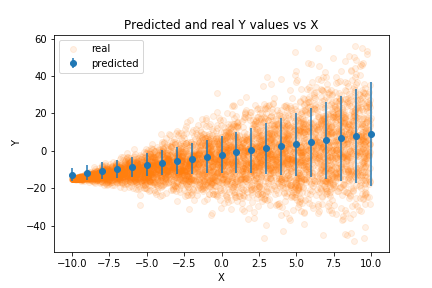 Predicted and real Y values vs X
real
predicted
60
40
20
0
−20
−40
Y
−10.0 −7.5 −5.0 −2.5 0.0 2.5 5.0 7.5 10.0
X